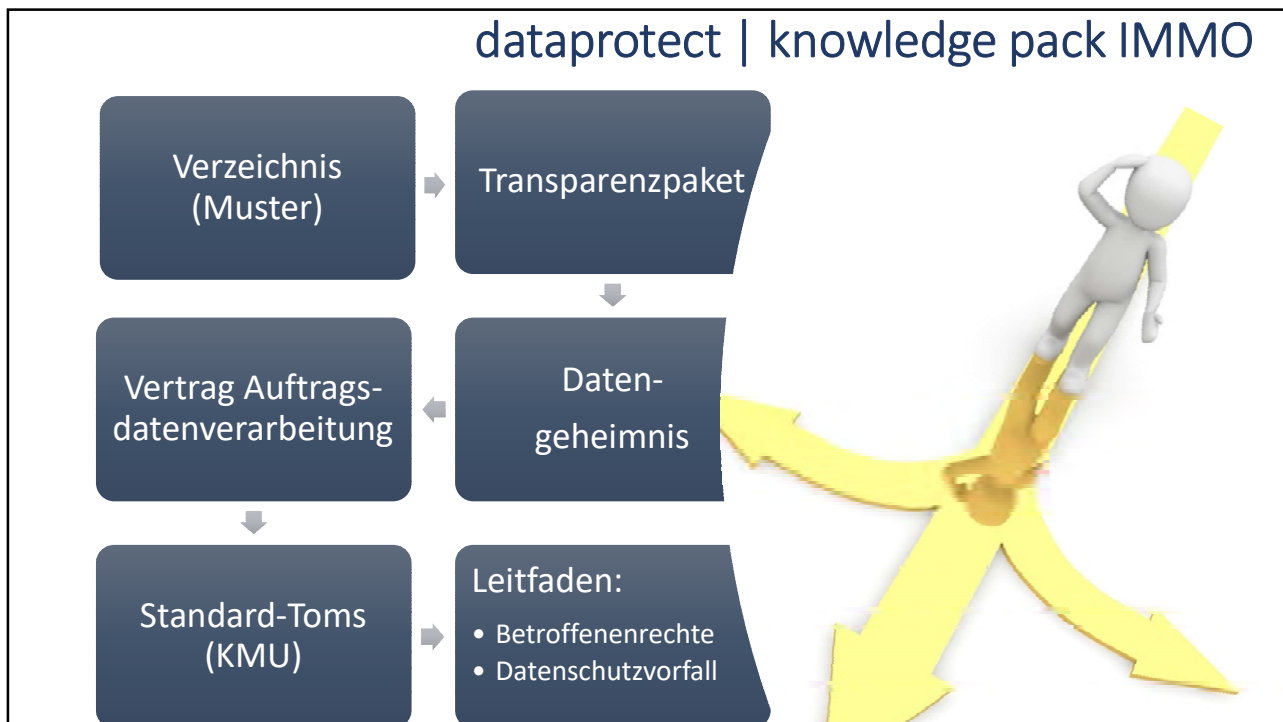 dataprotect | knowledge pack IMMO
Verzeichnis
(Muster)
Transparenzpaket
Daten-
geheimnis
Vertrag Auftrags-
datenverarbeitung
Standard-Toms
(KMU)
Leitfaden:
• Betroffenenrechte
• Datenschutzvorfall